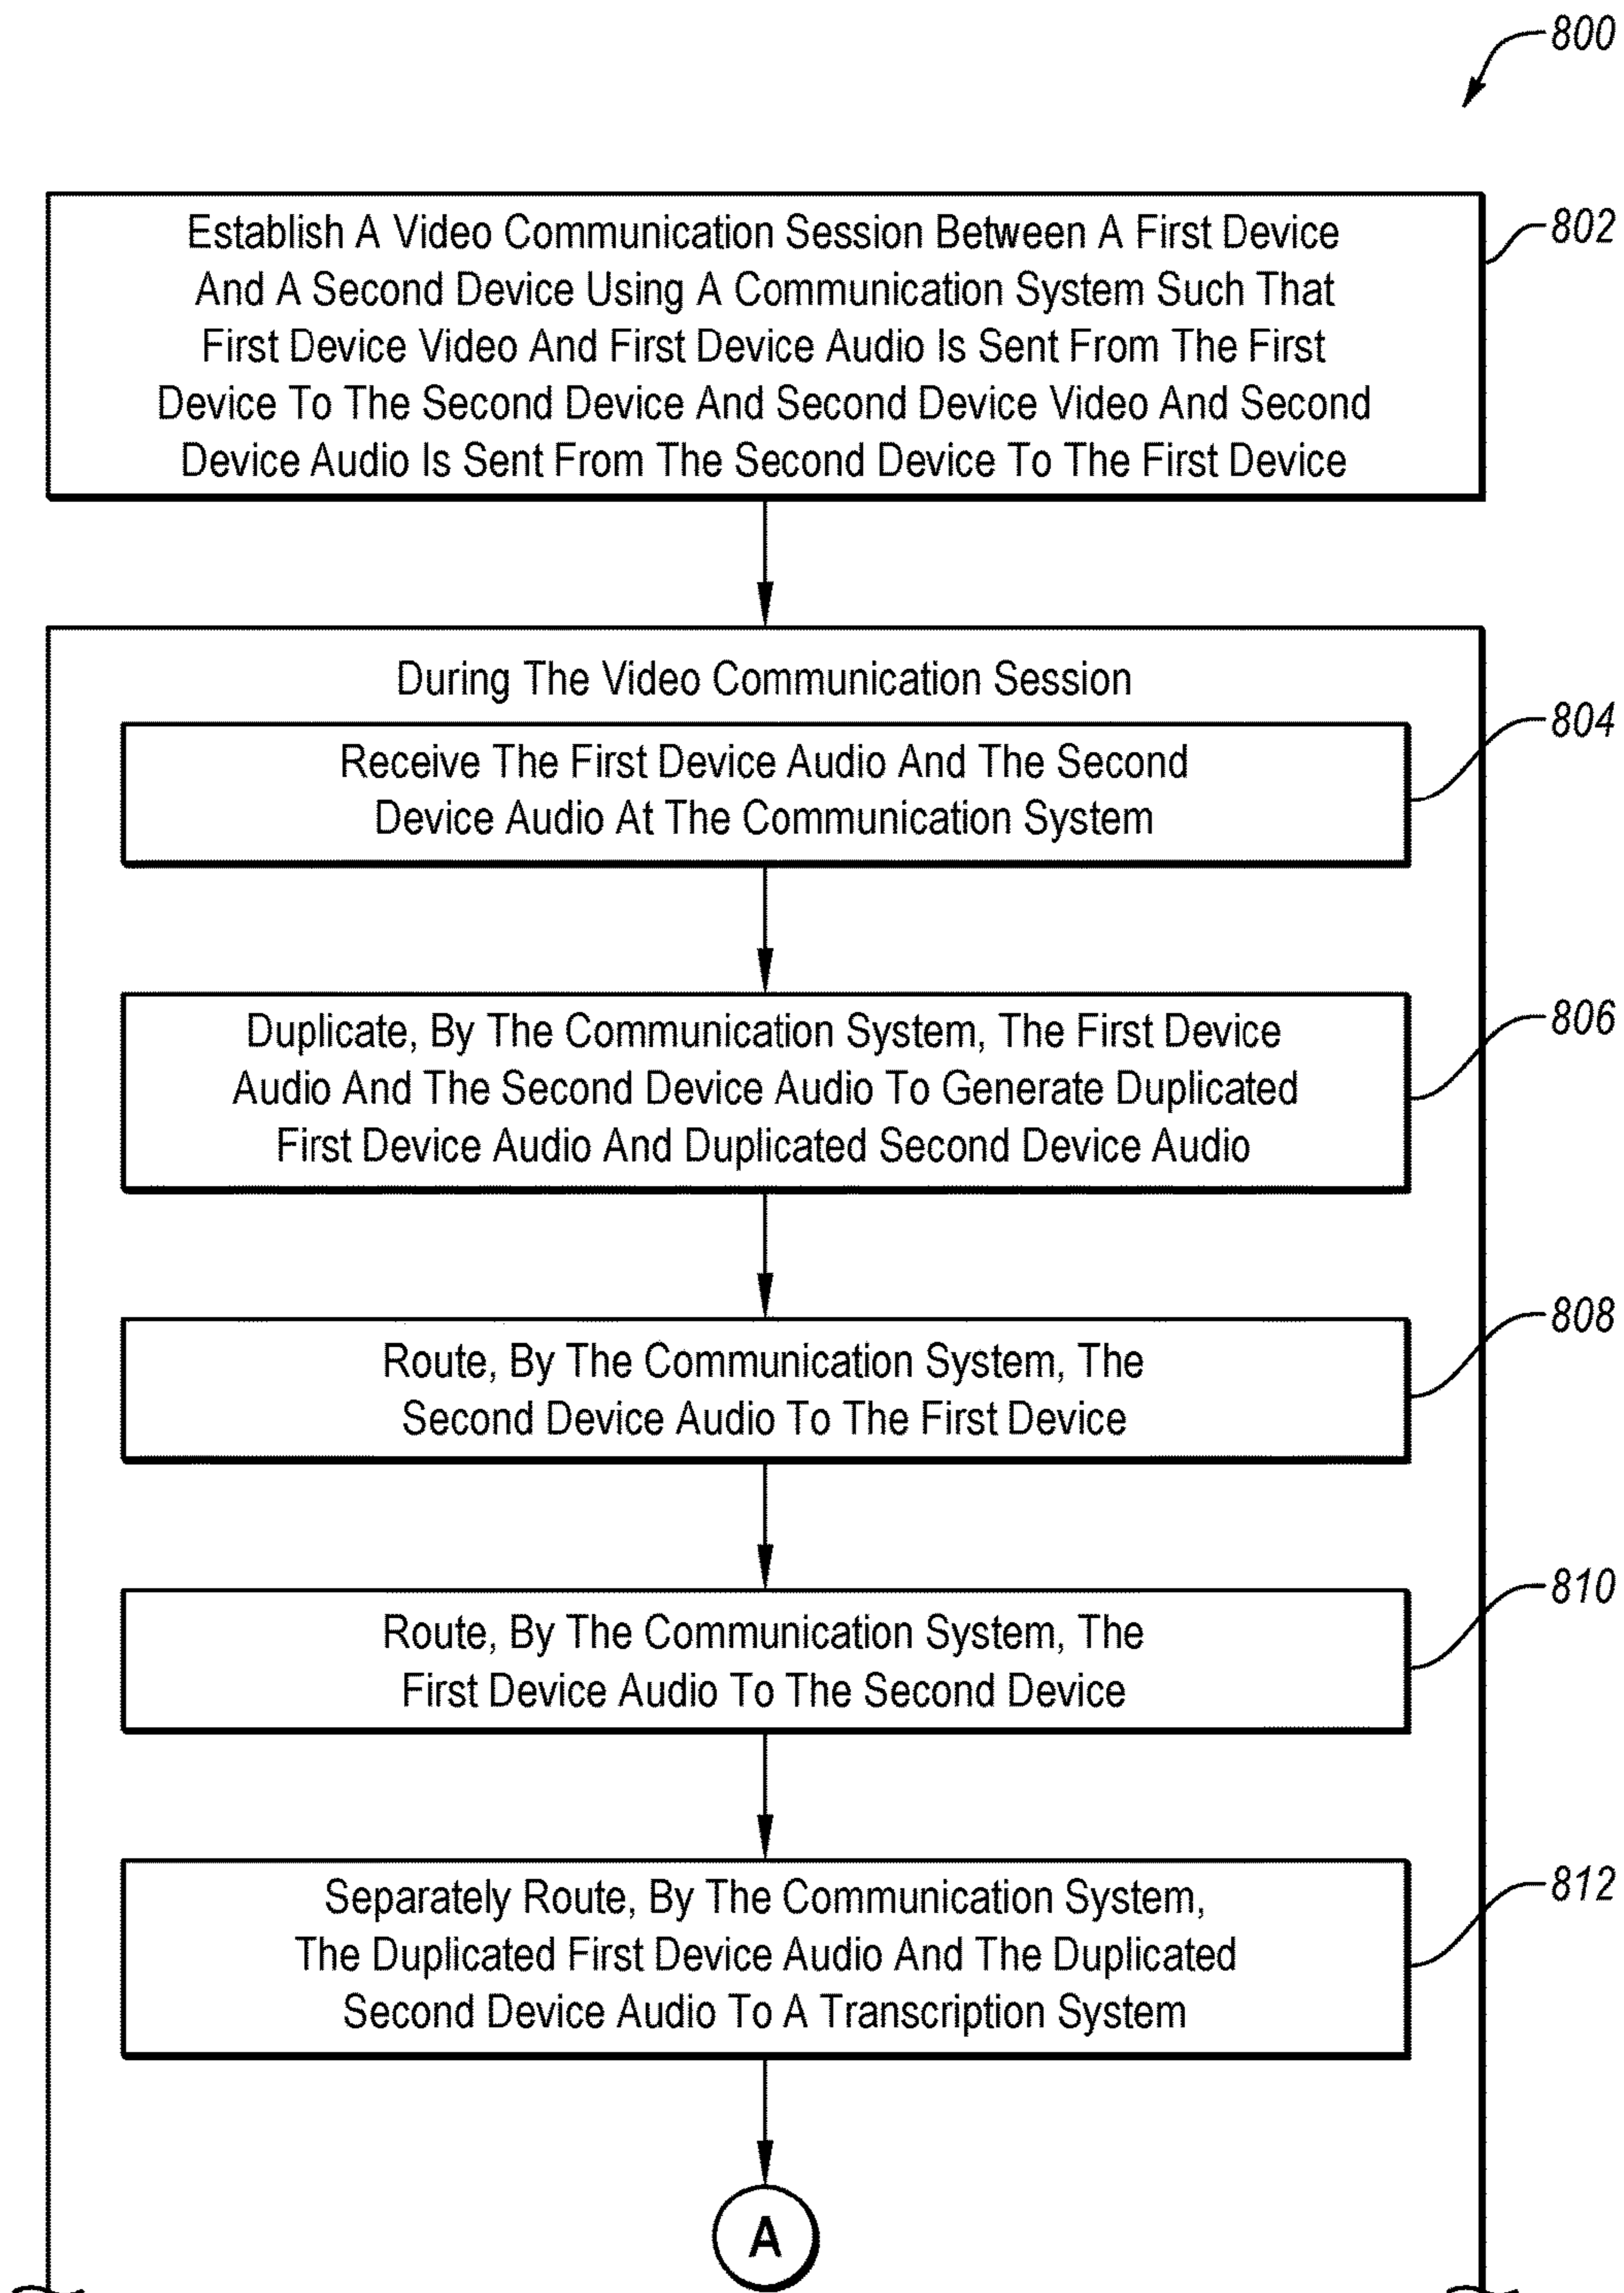 800
Establish A Video Communication Session Between A First Device
And A Second Device Using A Communication System Such That
First Device Video And First Device Audio Is Sent From The First
Device To The Second Device And Second Device Video And Second
Device Audio Is Sent From The Second Device To The First Device
802
During The Video Communication Session
804
Receive The First Device Audio And The Second
Device Audio At The Communication System
806
Duplicate, By The Communication System, The First Device
Audio And The Second Device Audio To Generate Duplicated
First Device Audio And Duplicated Second Device Audio
808
Route, By The Communication System, The
Second Device Audio To The First Device
810
Route, By The Communication System, The
First Device Audio To The Second Device
812
Separately Route, By The Communication System,
The Duplicated First Device Audio And The Duplicated
Second Device Audio To A Transcription System
A